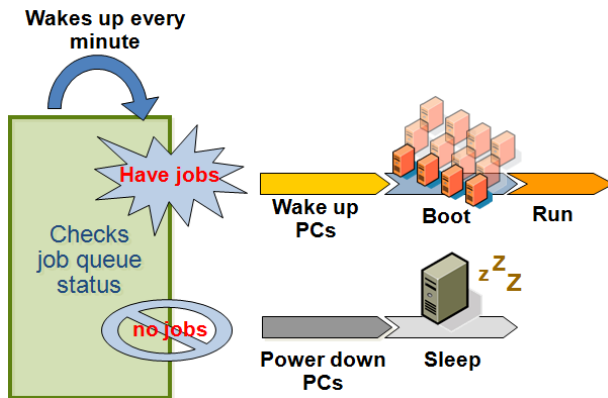 Wakes up every
minute
Have jobs
Wake up
PCs
Boot
Run
Checks
job queue
status
no jobs
z z z
Power down
PCs
Sleep